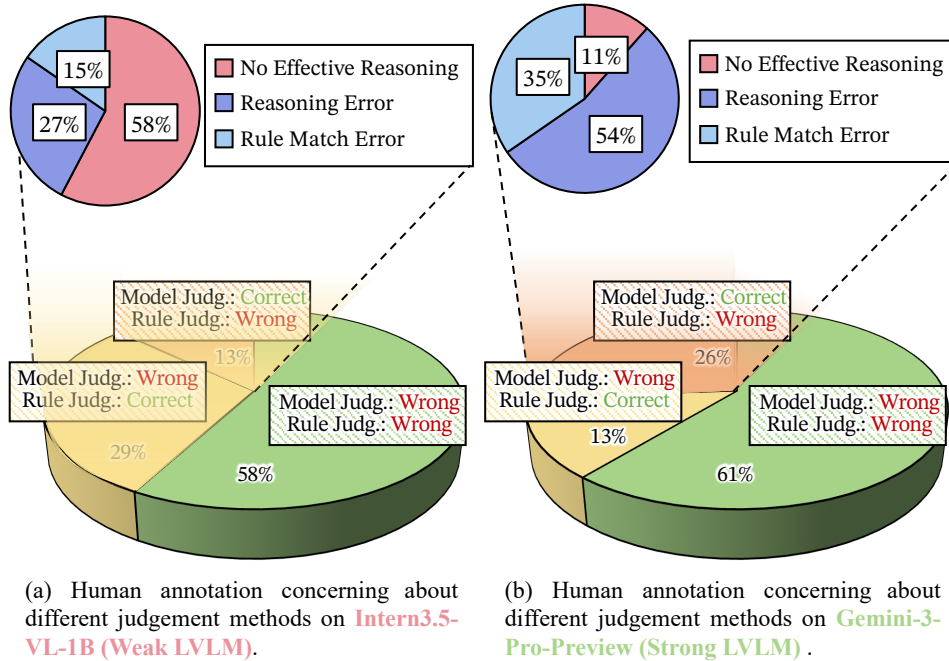 15%
27%
58%
No Effective Reasoning
Reasoning Error
Rule Match Error
11%
35%
54%
No Effective Reasoning
Reasoning Error
Rule Match Error
Model Judg.: Correct
Rule Judg.: Wrong
13%
Model Judg.: Wrong
Rule Judg.: Correct
29%
Model Judg.: Wrong
Rule Judg.: Wrong
58%
Model Judg.: Correct
Rule Judg.: Wrong
26%
Model Judg.: Wrong
Rule Judg.: Correct
13%
Model Judg.: Wrong
Rule Judg.: Wrong
61%
(a) Human annotation concerning about
different judgement methods on Intern3.5-
VL-1B (Weak LVLM).
(b) Human annotation concerning about
different judgement methods on Gemini-3-
Pro-Preview (Strong LVLM) .